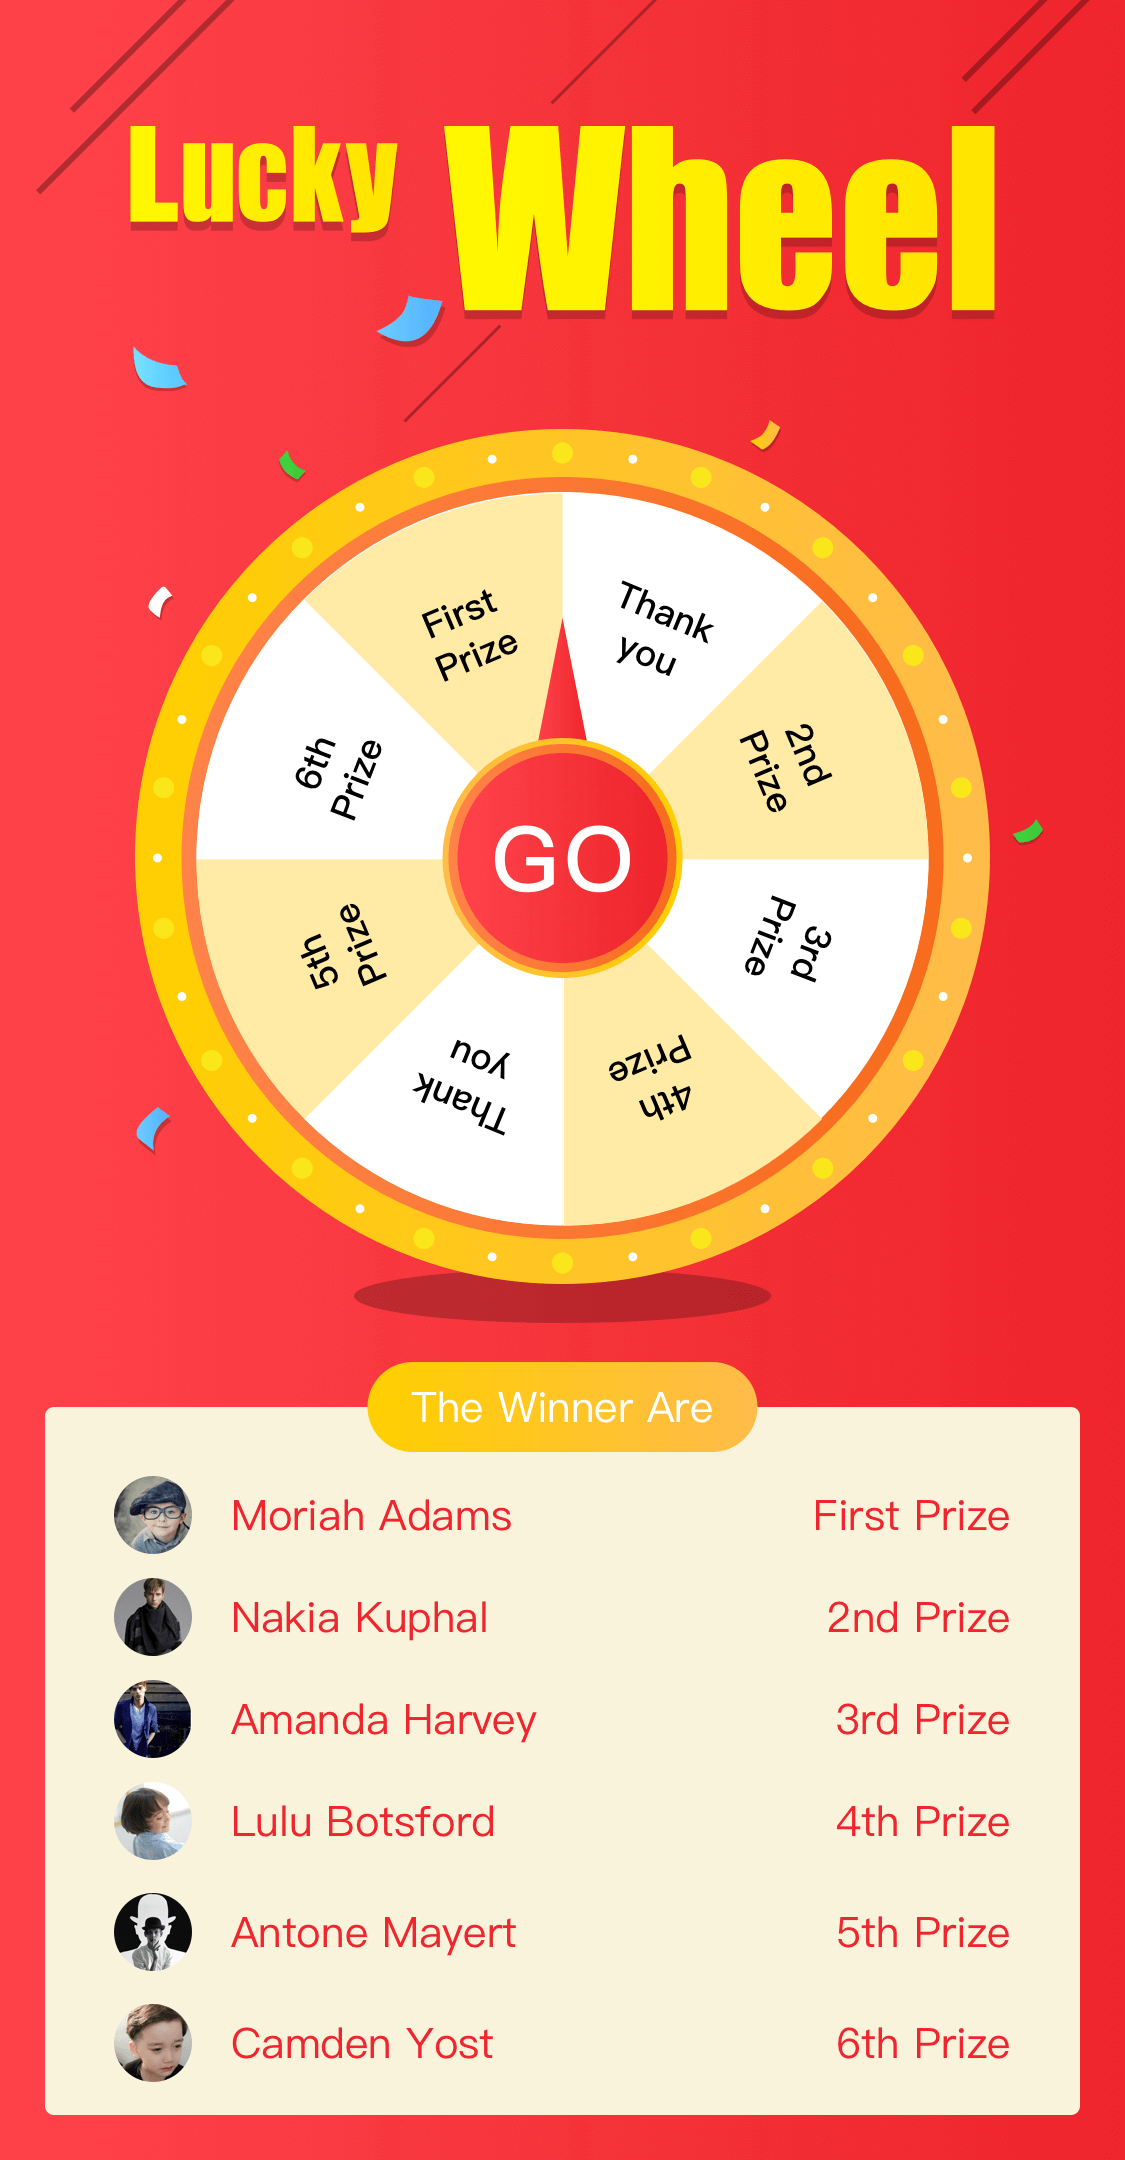 Lucky Wheel
First
Prize
Thank
you
2nd
Prize
3rd
Prize
4th
Prize
Thank
you
5th
Prize
6th
Prize
GO
The Winner Are
Moriah Adams First Prize
Nakia Kuphal 2nd Prize
Amanda Harvey 3rd Prize
Lulu Botsford 4th Prize
Antone Mayert 5th Prize
Camden Yost 6th Prize